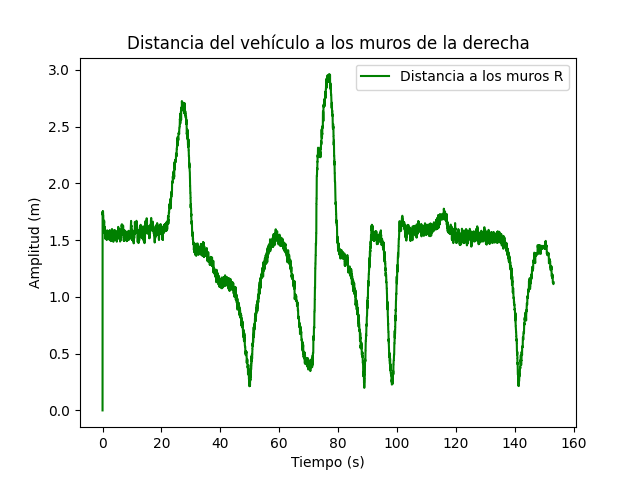 Distancia del vehículo a los muros de la derecha
Distancia a los muros R
Amplitud (m)
3.0
2.5
2.0
1.5
1.0
0.5
0.0
0 20 40 60 80 100 120 140 160
Tiempo (s)